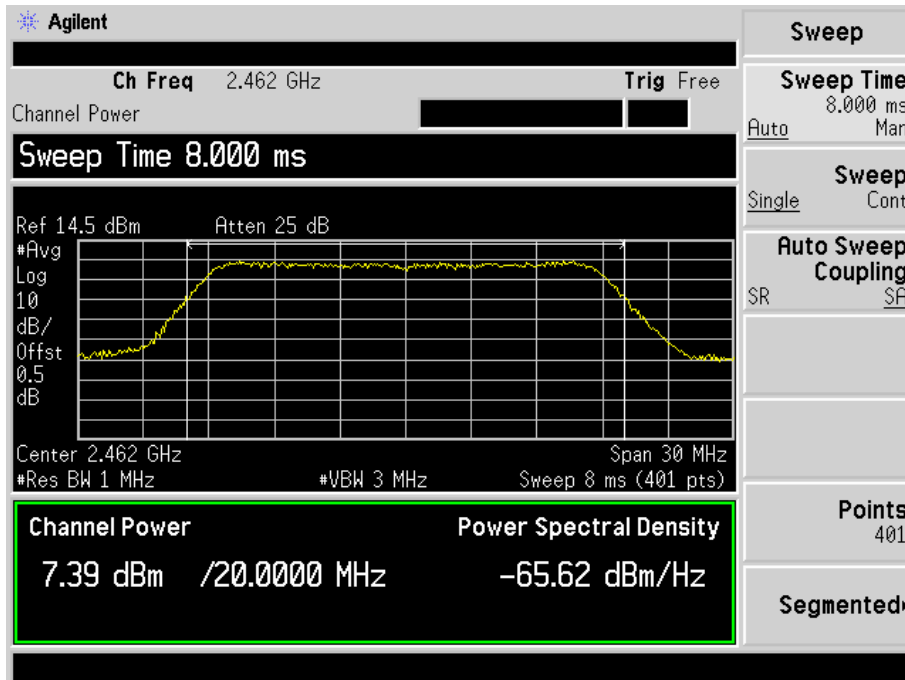 Agilent
Ch Freq 2.462 GHz Trig Free
Channel Power
Sweep Time 8.000 ms
Ref 14.5 dBm Atten 25 dB
#Avg
Log
10
dB/
Offst
0.5
dB
Center 2.462 GHz Span 30 MHz
#Res BW 1 MHz #VBW 3 MHz Sweep 8 ms (401 pts)
Channel Power Power Spectral Density
7.39 dBm /20.0000 MHz -65.62 dBm/Hz
Sweep
Sweep Time
8.000 ms
Auto Man
Sweep
Single Cont
Auto Sweep
Coupling
SR SA
Points
401
Segmented